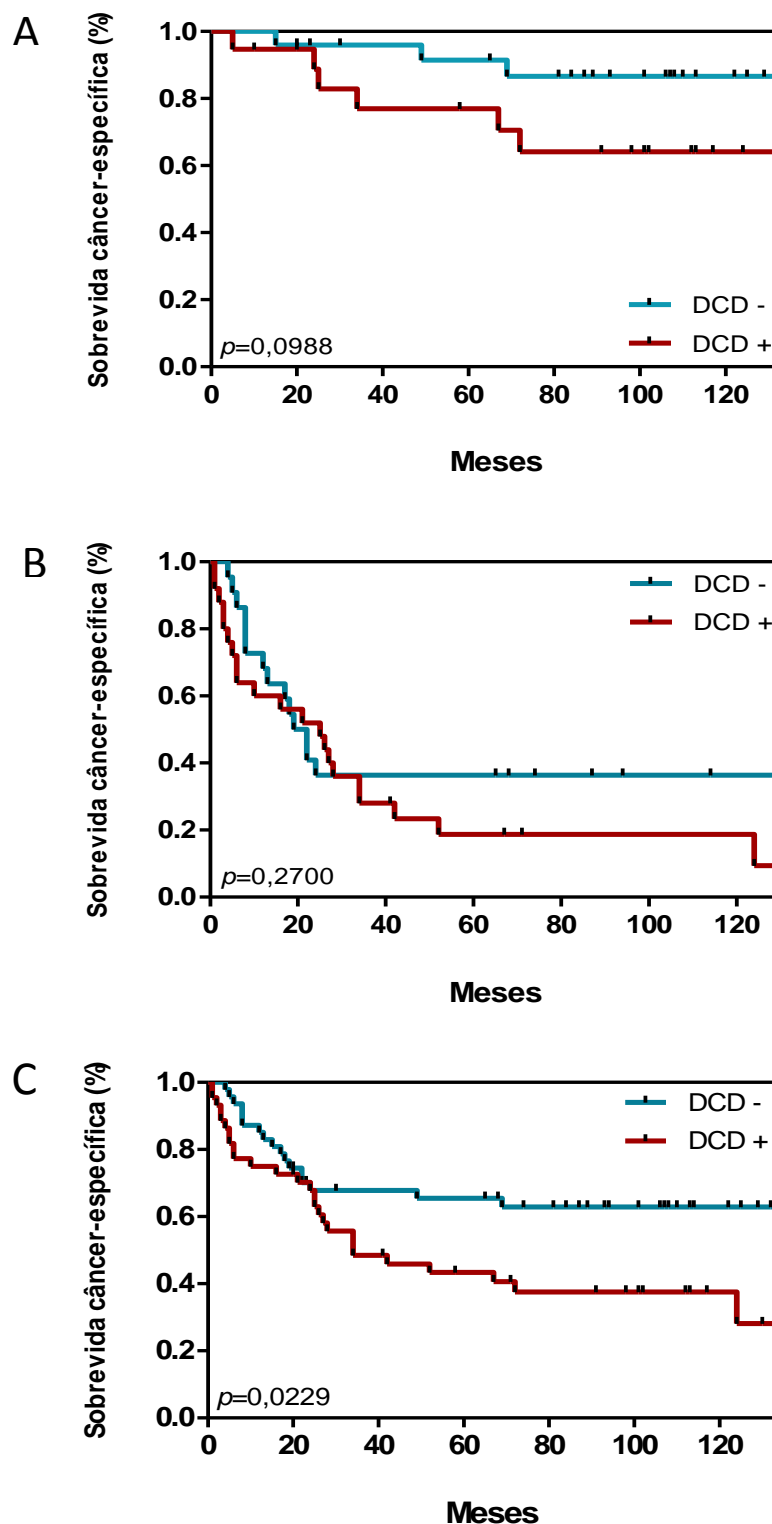 A
Sobrevida câncer-específica (%)
1.0
0.8
0.6
0.4
0.2
0.0
DCD -
DCD +
p=0,0988
0 20 40 60 80 100 120
Meses
B
Sobrevida câncer-específica (%)
1.0
0.8
0.6
0.4
0.2
0.0
DCD -
DCD +
p=0,2700
0 20 40 60 80 100 120
Meses
C
Sobrevida câncer-específica (%)
1.0
0.8
0.6
0.4
0.2
0.0
DCD -
DCD +
p=0,0229
0 20 40 60 80 100 120
Meses